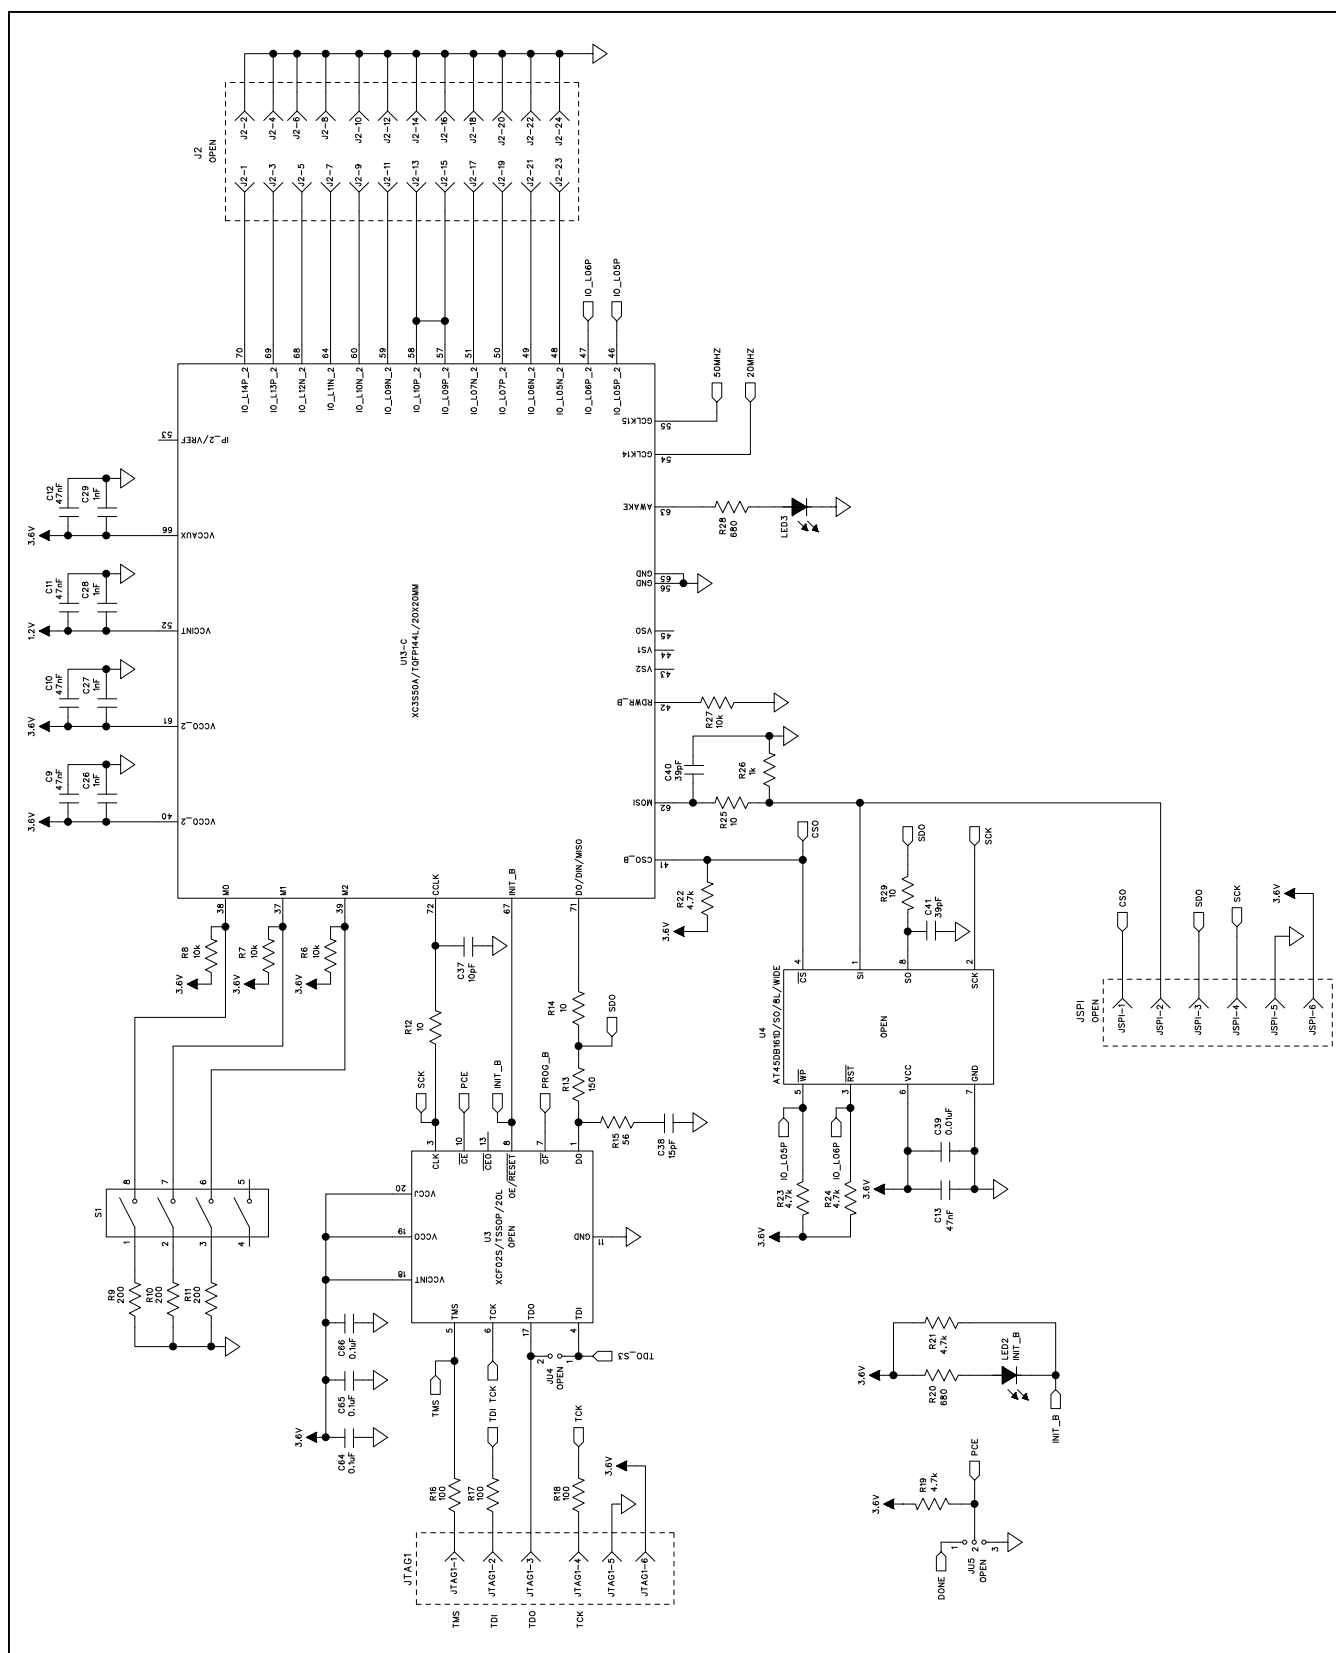 J2
OPEN
J2-2
J2-4
J2-6
J2-8
J2-10
J2-12
J2-14
J2-16
J2-18
J2-20
J2-22
J2-24
J2-1
J2-3
J2-5
J2-7
J2-9
J2-11
J2-13
J2-15
J2-17
J2-19
J2-21
J2-23
IO_L06P
IO_L05P
70
69
68
64
60
59
58
57
51
50
49
48
47
46
IO_L14P_2
IO_L13P_2
IO_L12N_2
IO_L11N_2
IO_L10N_2
IO_L09N_2
IO_L10P_2
IO_L09P_2
IO_L07N_2
IO_L07P_2
IO_L06N_2
IO_L05N_2
IO_L06P_2
IO_L05P_2
50MHZ
20MHZ
GCLK15
55
GCLK14
54
53
IP_2/VREF
C12
47nF
C29
1nF
3.6V
66
VCCAUX
AWAKE
63
R28
680
LED3
C11
47nF
C28
1nF
1.2V
52
VCCINT
GND
65
GND
56
VS0
45
VS1
44
VS2
43
U13-C
XC3S50A/TQFP144L/20X20MM
C10
47nF
C27
1nF
3.6V
61
VCCO_2
RDWR_B
42
R27
10k
C9
47nF
C26
1nF
3.6V
40
VCCO_2
C40
39pF
R26
1k
MOSI
62
R25
10
CSO_B
41
R22
4.7k
3.6V
CSO
SDO
SCK
M0
M1
M2
CCLK
INIT_B
D0/DIN/MISO
38
37
39
72
67
71
R8
10k
3.6V
R7
10k
3.6V
R6
10k
3.6V
C37
10pF
R12
10
R14
10
SDO
R13
150
R15
56
C38
15pF
SCK
PCE
INIT_B
PROG_B
R29
10
C41
39pF
4
1
8
2
CS
SI
SO
SCK
U4
AT45DB161D/SO/8L/WIDE
OPEN
WP
RST
VCC
GND
5
3
6
7
IO_L05P
IO_L06P
R23
4.7k
R24
4.7k
3.6V
3.6V
C39
0.01uF
C13
47nF
CSO
SDO
SCK
3.6V
JSPI
OPEN
JSPI-1
JSPI-2
JSPI-3
JSPI-4
JSPI-5
JSPI-6
S1
8
7
6
5
1
2
3
4
R9
200
R10
200
R11
200
3
10
13
8
7
1
CLK
CE
CEO
OE/RESET
CF
D0
20
VCCJ
19
VCCO
18
VCCINT
U3
XCF02S/TSSOP/20L
OPEN
GND
11
TMS
TCK
TDO
TDI
5
6
17
4
C66
0.1uF
C65
0.1uF
C64
0.1uF
3.6V
TMS
TCK
TDI
2
1
JU4
OPEN
TDO_S3
TCK
R16
100
R17
100
R18
100
3.6V
JTAG1
JTAG1-1
JTAG1-2
JTAG1-3
JTAG1-4
JTAG1-5
JTAG1-6
TMS
TDI
TDO
TCK
R21
4.7k
3.6V
R20
680
LED2
INIT_B
INIT_B
R19
4.7k
3.6V
PCE
1
2
3
JU5
OPEN
DONE